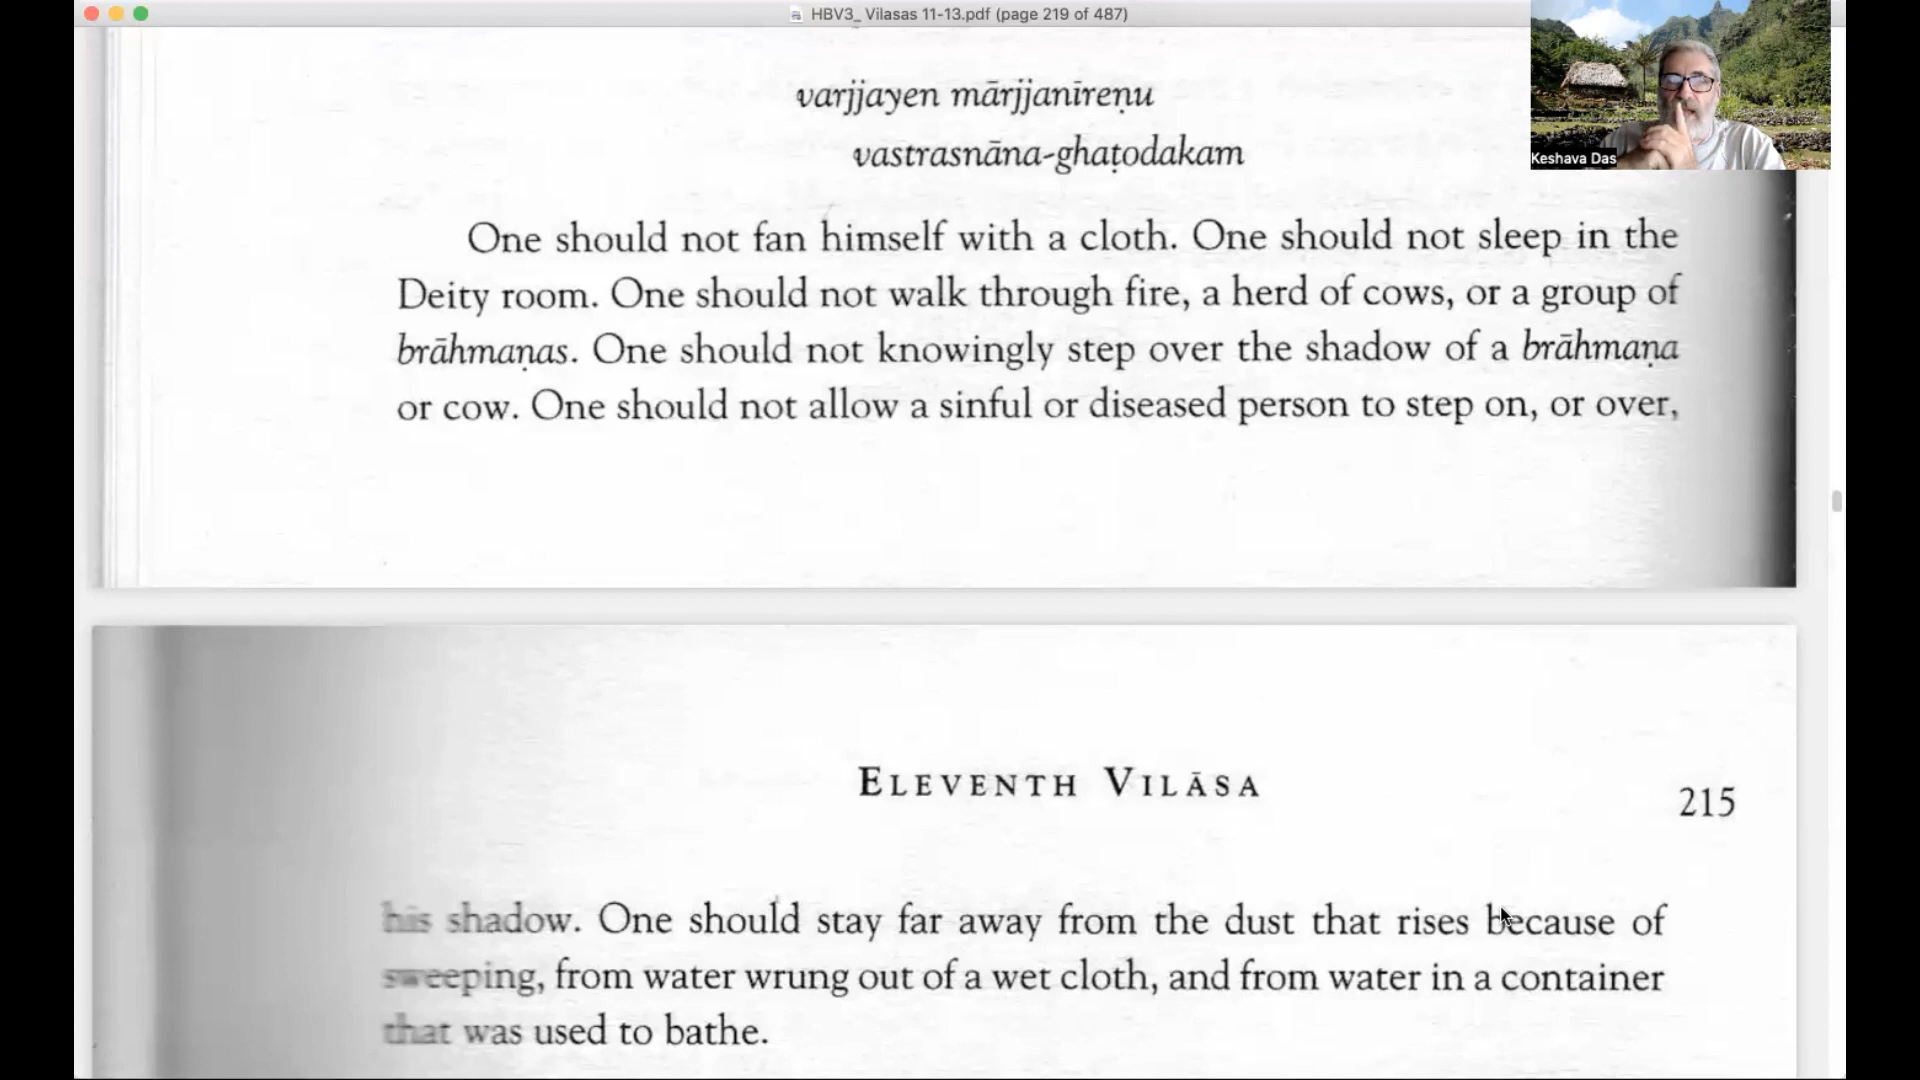 HBV3_ Vilasas 11-13.pdf (page 219 of 487)
Keshava Das
varjjayen mārjjanīreṇu
vastrasnāna-ghaṭodakam
One should not fan himself with a cloth. One should not sleep in the
Deity room. One should not walk through fire, a herd of cows, or a group of
brāhmaṇas. One should not knowingly step over the shadow of a brāhmaṇa
or cow. One should not allow a sinful or diseased person to step on, or over,
ELEVENTH VILĀSA
215
his shadow. One should stay far away from the dust that rises because of
sweeping, from water wrung out of a wet cloth, and from water in a container
that was used to bathe.